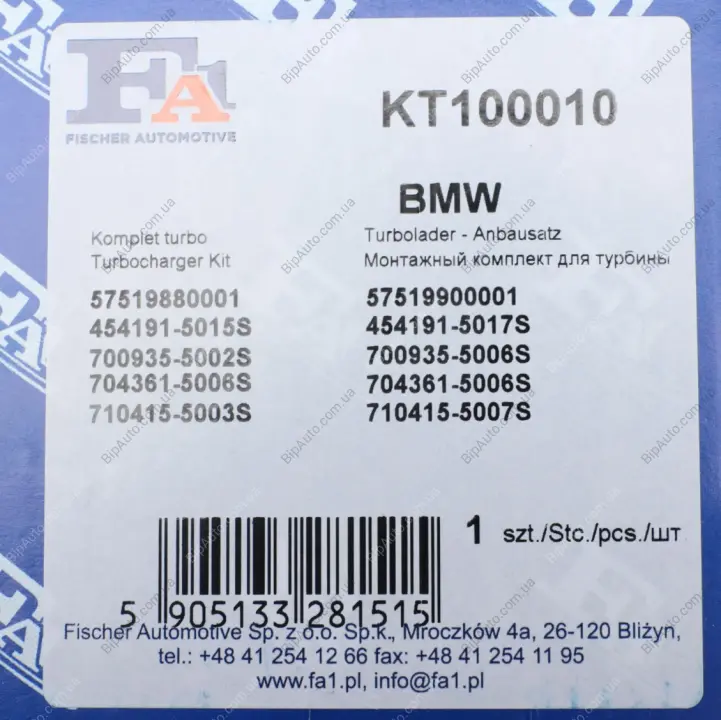 FA1
FISCHER AUTOMOTIVE
KT100010
BMW
Komplet turbo
Turbocharger Kit
Turbolader - Anbausatz
Монтажный комплект для турбины
57519880001 57519900001
454191-5015S 454191-5017S
700935-5002S 700935-5006S
704361-5006S 704361-5006S
710415-5003S 710415-5007S
1 szt./Stc./pcs./шт
5 905133 281515
Fischer Automotive Sp. z o.o. Sp.k., Mroczków 4a, 26-120 Bliżyn,
tel.: +48 41 254 12 66 fax: +48 41 254 11 95
www.fa1.pl, info@fa1.pl
BipAuto.com.ua